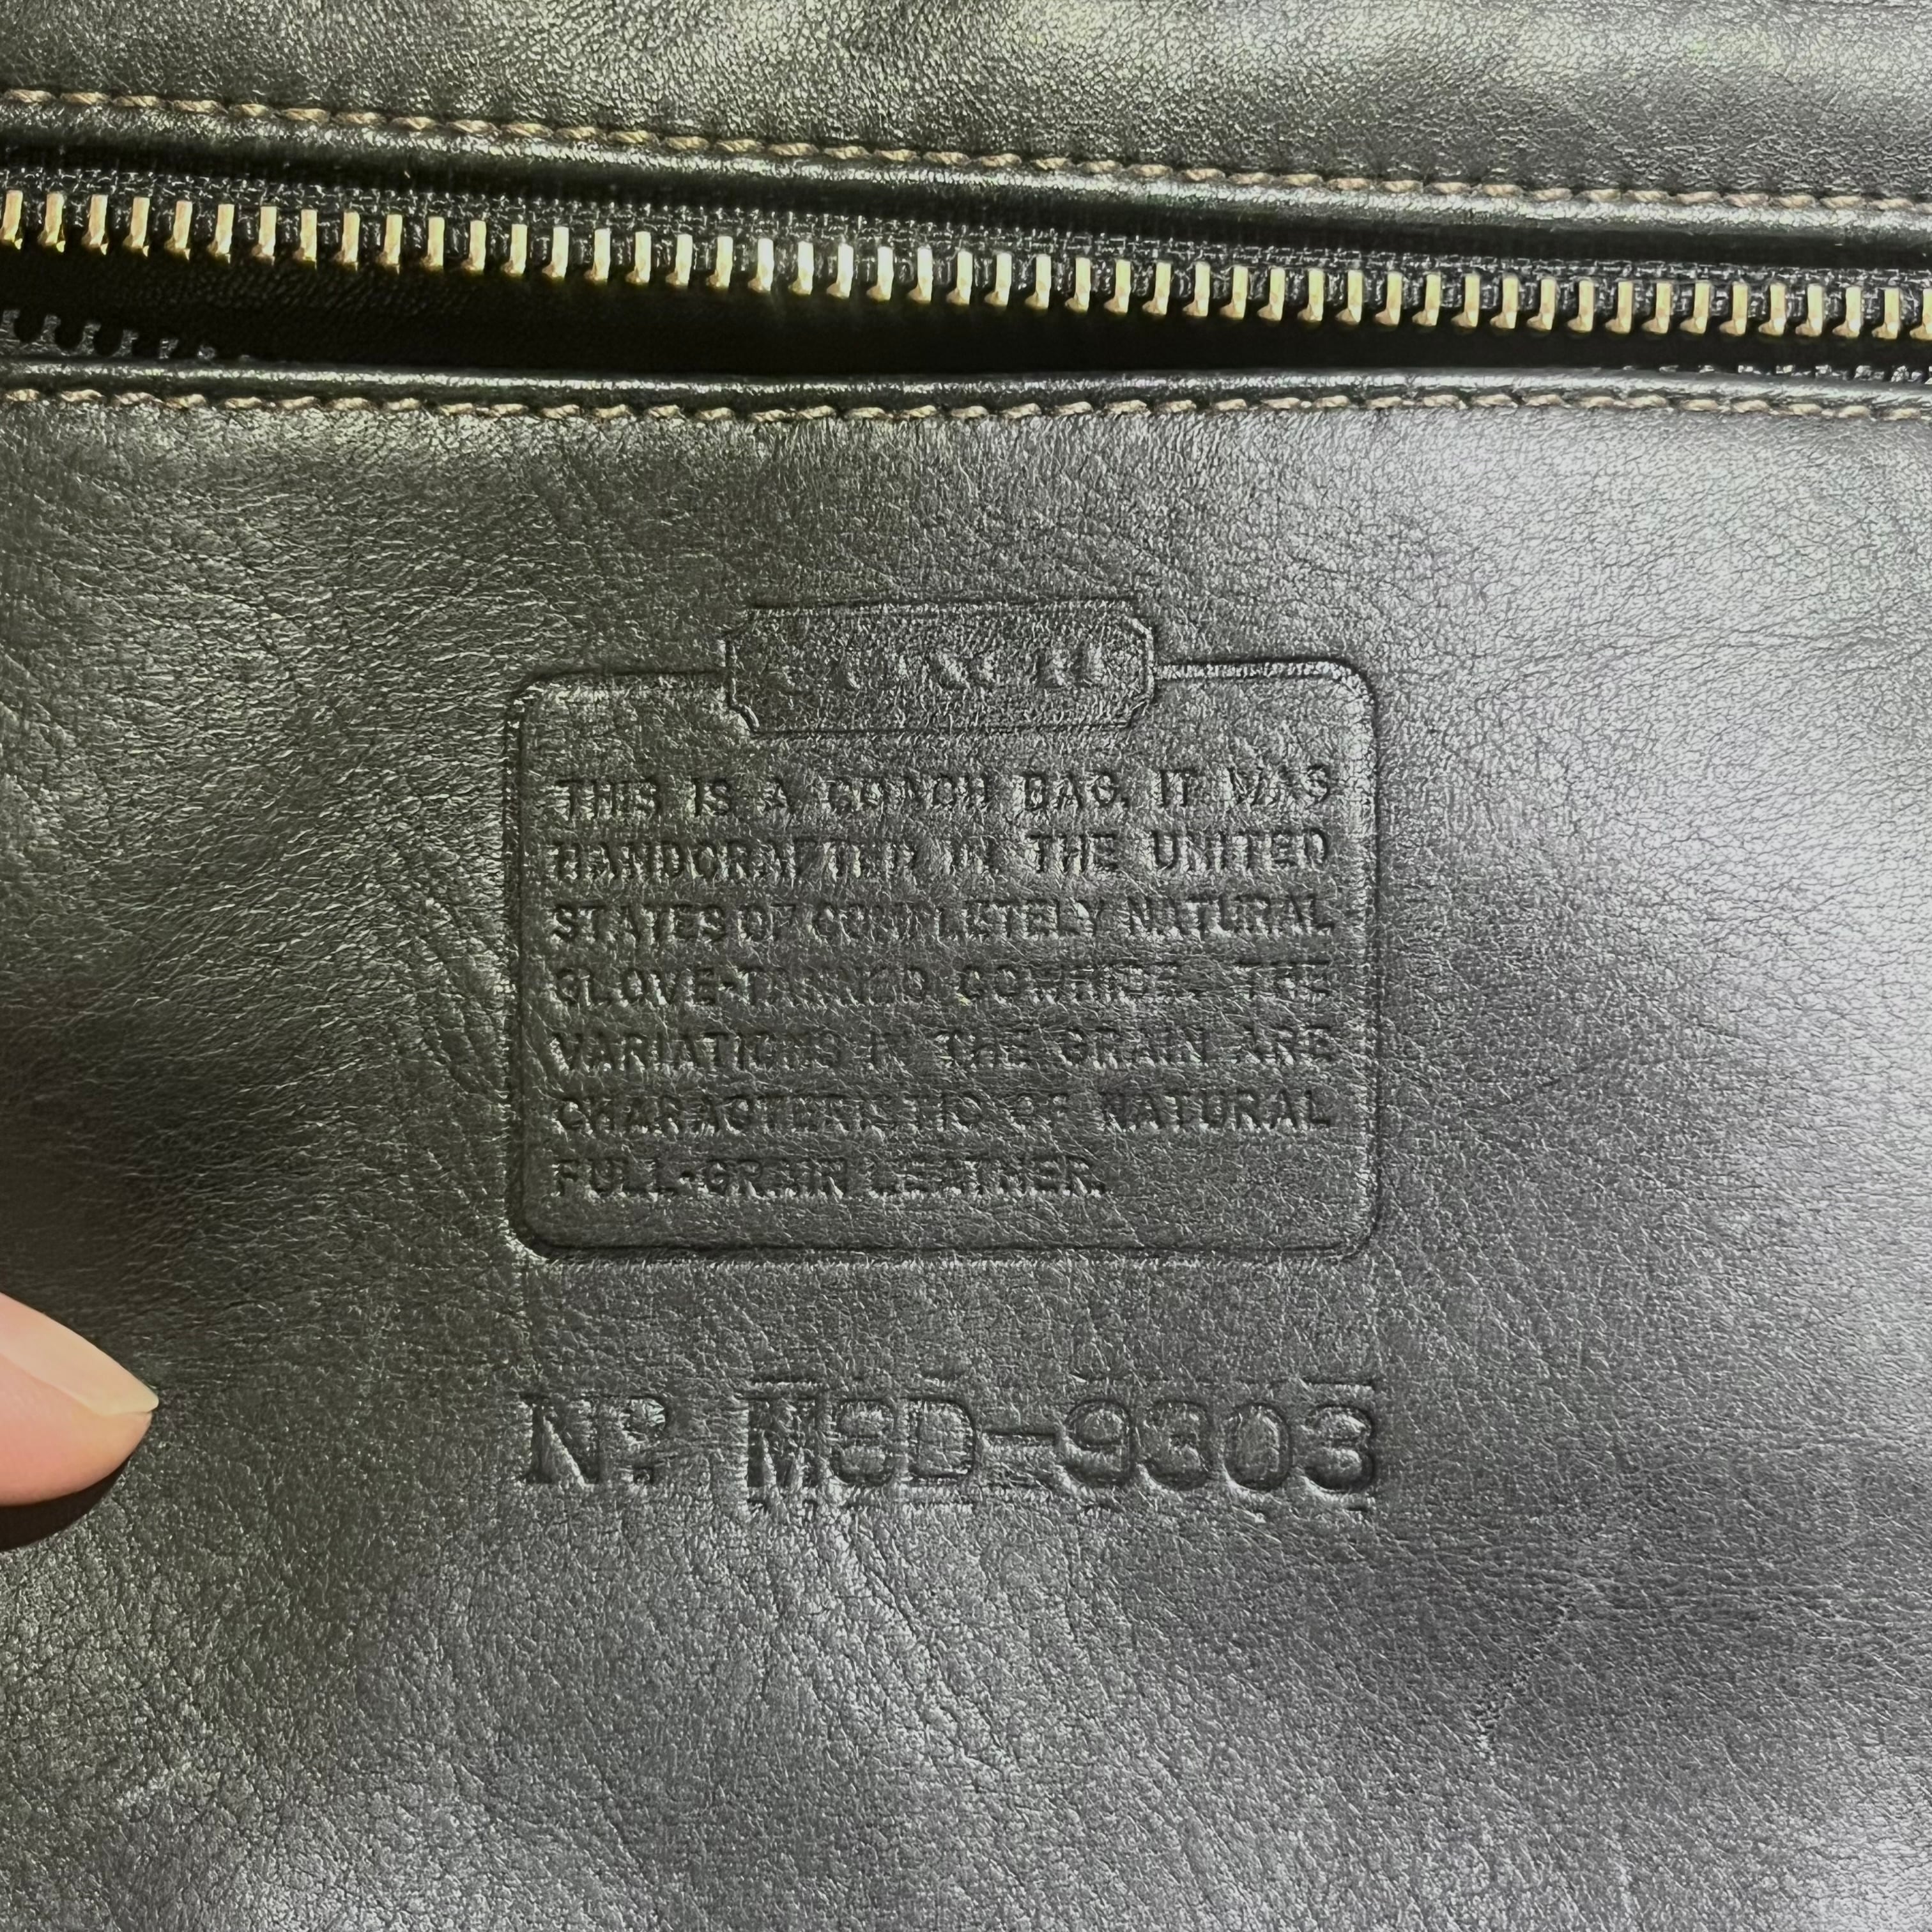 THIS IS A COACH BAG. IT WAS
HANDCRAFTED IN THE UNITED
STATES OF COMPLETELY NATURAL
GLOVE-TANNED COWHIDE. THE
VARIATIONS IN THE GRAIN ARE
CHARACTERISTIC OF NATURAL
FULL-GRAIN LEATHER.
Nº M8D-9303